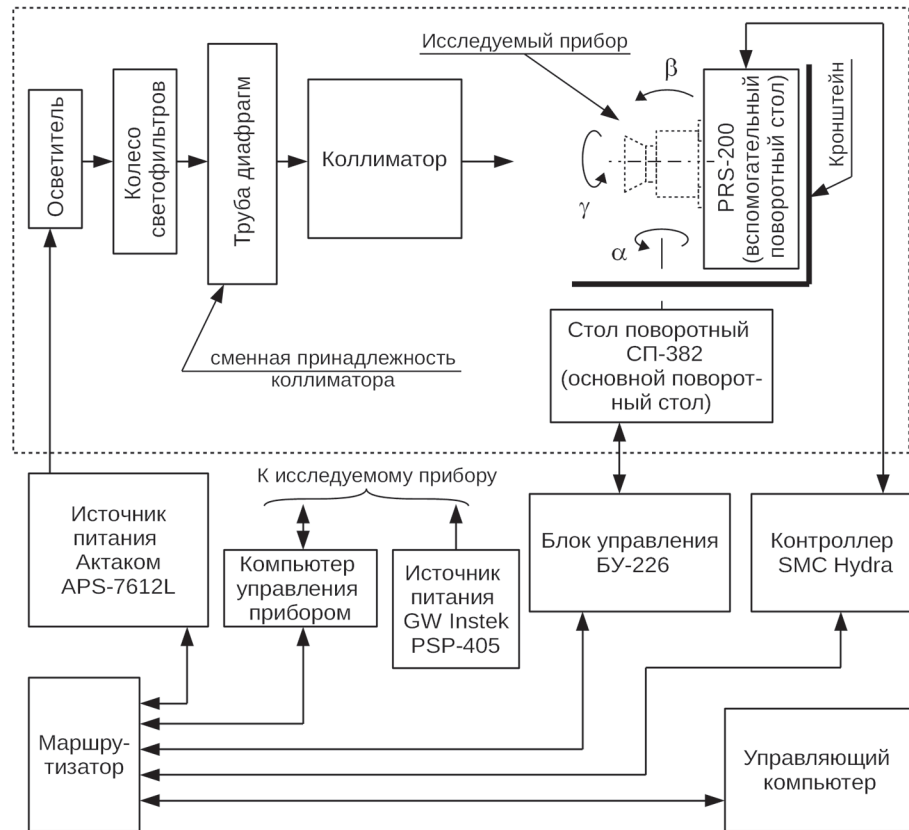 Исследуемый прибор
β
Осветитель
Колесо
светофильтров
Труба диафрагм
Коллиматор
γ
α
PRS-200
(вспомогательный
поворотный стол)
Кронштейн
сменная принадлежность
коллиматора
Стол поворотный
СП-382
(основной поворот-
ный стол)
К исследуемому прибору
Источник
питания
Актаком
APS-7612L
Компьютер
управления
прибором
Источник
питания
GW Instek
PSP-405
Блок управления
БУ-226
Контроллер
SMC Hydra
Маршру-
тизатор
Управляющий
компьютер